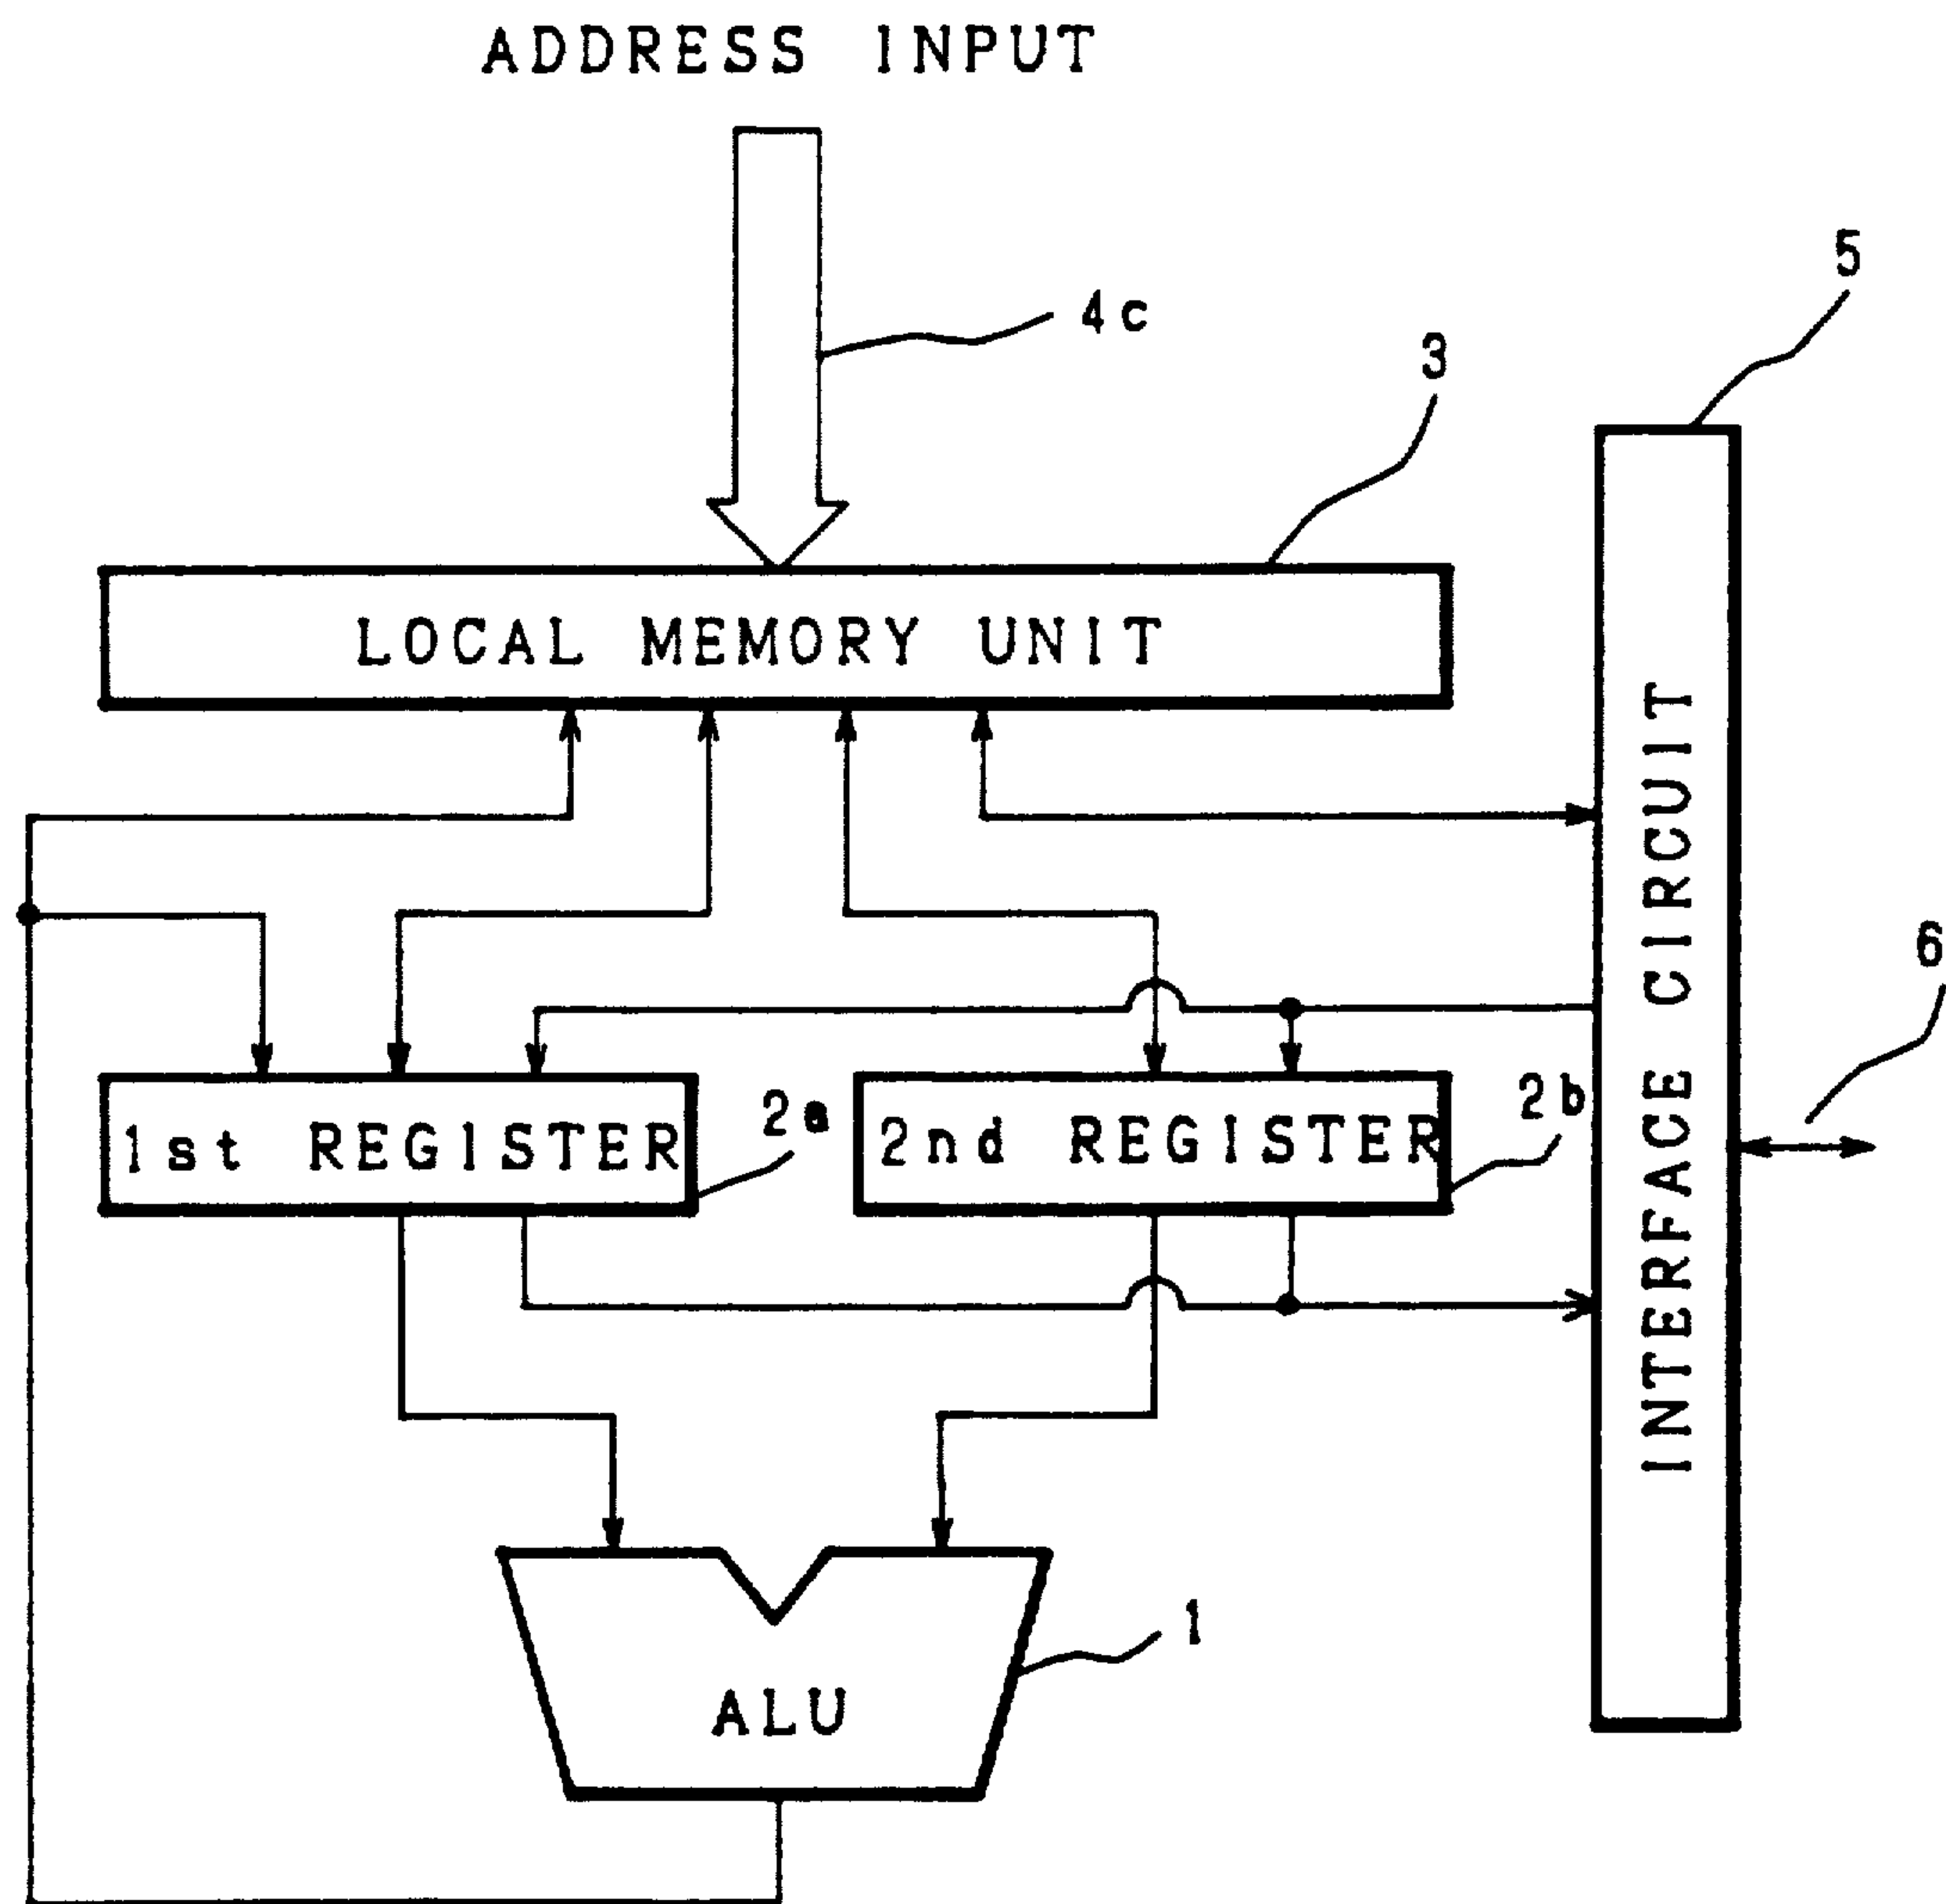 ADDRESS INPUT
4c
3
5
LOCAL MEMORY UNIT
INTERFACE CIRCUIT
6
1st REGISTER
2a
2nd REGISTER
2b
1
ALU